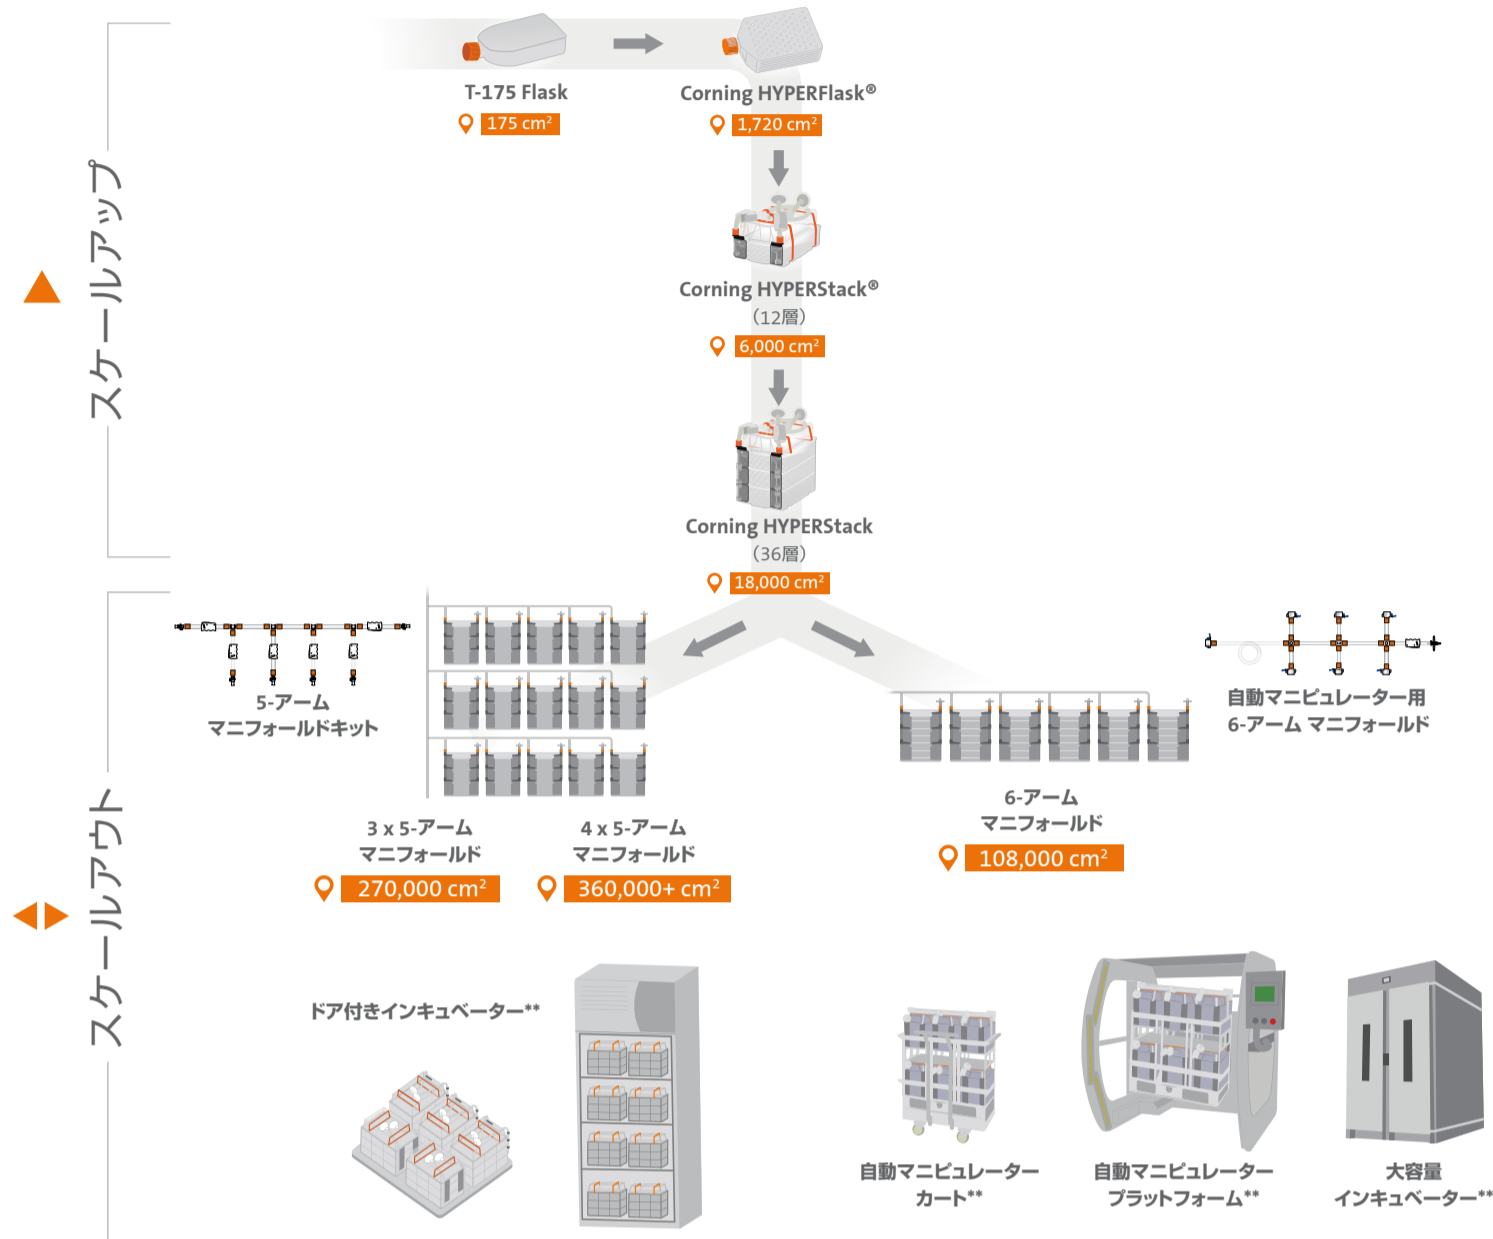 スケールアップ
T-175 Flask
175 cm²
Corning HYPERFlask®
1,720 cm²
Corning HYPERStack®
（12層）
6,000 cm²
Corning HYPERStack
（36層）
18,000 cm²
スケールアウト
5-アーム
マニフォールドキット
自動マニピュレーター用
6-アーム マニフォールド
3 x 5-アーム
マニフォールド
270,000 cm²
4 x 5-アーム
マニフォールド
360,000+ cm²
6-アーム
マニフォールド
108,000 cm²
ドア付きインキュベーター**
自動マニピュレーター
カート**
自動マニピュレーター
プラットフォーム**
大容量
インキュベーター**